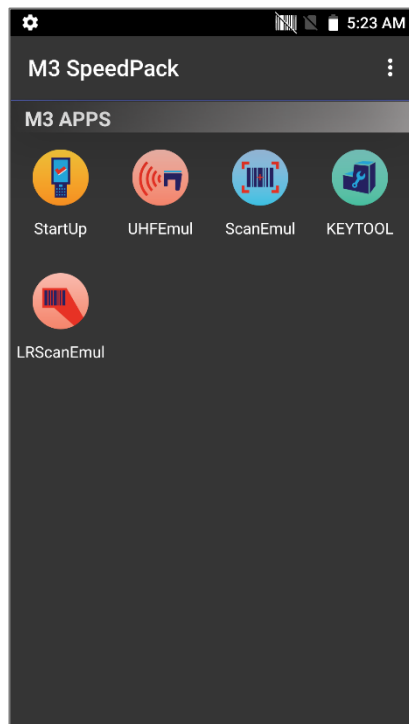 5:23 AM
M3 SpeedPack
M3 APPS
StartUp UHFEmul ScanEmul KEYTOOL
LRScanEmul